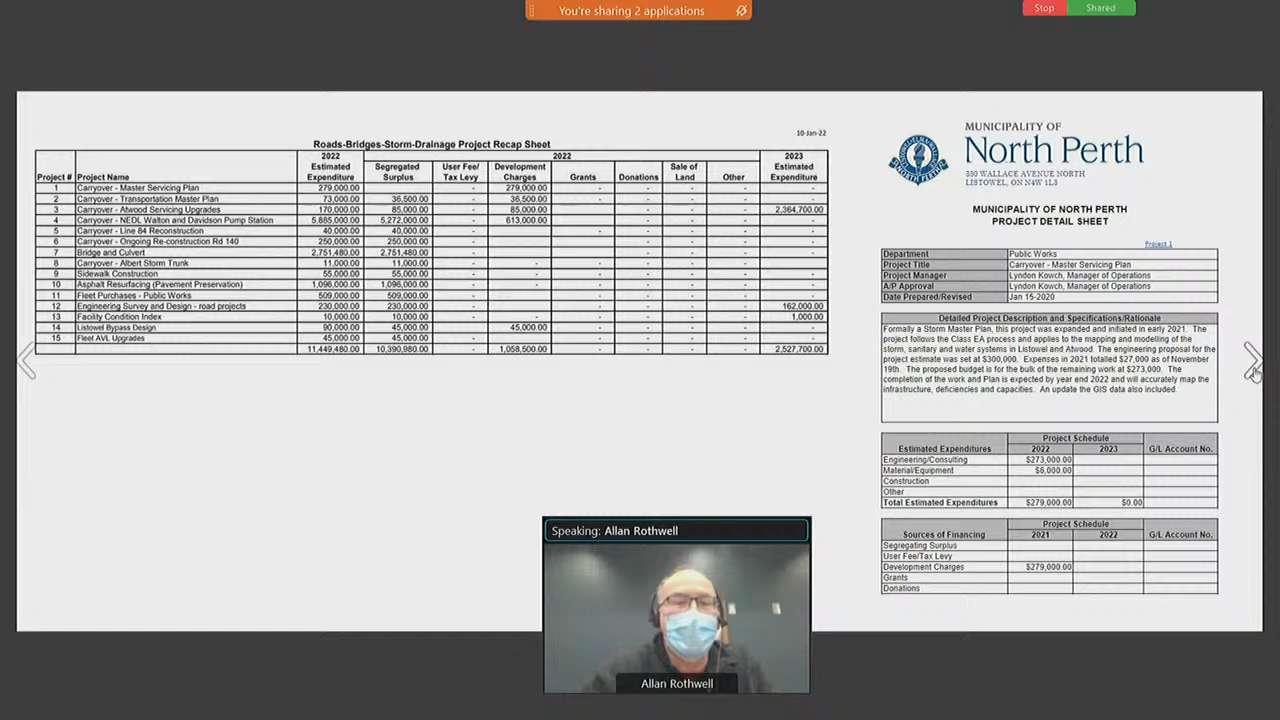 You're sharing 2 applications
Stop Shared
10-Jan-22
Roads-Bridges-Storm-Drainage Project Recap Sheet
2022 2022 2023
Estimated Segregated User Fee/ Development Sale of Estimated
Project # Project Name Expenditure Surplus Tax Levy Charges Grants Donations Land Other Expenditure
1 Carryover - Master Servicing Plan 279,000.00 - 279,000.00 - - - - -
2 Carryover - Transportation Master Plan 73,000.00 36,500.00 - 36,500.00 - - - - -
3 Carryover - Atwood Servicing Upgrades 170,000.00 85,000.00 - 85,000.00 - - - 2,364,700.00
4 Carryover - NEDL Walton and Davidson Pump Station 5,885,000.00 5,272,000.00 - 613,000.00 - - - -
5 Carryover - Line 84 Reconstruction 40,000.00 40,000.00 - - - - - -
6 Carryover - Ongoing Re-construction Rd 140 250,000.00 250,000.00 - - - - -
7 Bridge and Culvert 2,751,480.00 2,751,480.00 - - - - -
8 Carryover - Albert Storm Trunk 11,000.00 11,000.00 - - - - - - -
9 Sidewalk Construction 55,000.00 55,000.00 - - - - - - -
10 Asphalt Resurfacing (Pavement Preservation) 1,096,000.00 1,096,000.00 - - - - - - -
11 Fleet Purchases - Public Works 509,000.00 509,000.00 - - - - -
12 Engineering Survey and Design - road projects 230,000.00 230,000.00 - - - - - 162,000.00
13 Facility Condition Index 10,000.00 10,000.00 - - - - - - 1,000.00
14 Listowel Bypass Design 90,000.00 45,000.00 - 45,000.00 - - - - -
15 Fleet AVL Upgrades 45,000.00 45,000.00 - - - - -
11,449,480.00 10,390,980.00 - 1,058,500.00 - - - - 2,527,700.00
MUNICIPALITY OF
North Perth
330 WALLACE AVENUE NORTH
LISTOWEL, ON N4W 1L3
MUNICIPALITY OF NORTH PERTH
PROJECT DETAIL SHEET
Project 1
Department Public Works
Project Title Carryover - Master Servicing Plan
Project Manager Lyndon Kowch, Manager of Operations
A/P Approval Lyndon Kowch, Manager of Operations
Date Prepared/Revised Jan 15-2020
Detailed Project Description and Specifications/Rationale
Formally a Storm Master Plan, this project was expanded and initiated in early 2021. The
project follows the Class EA process and applies to the mapping and modelling of the
storm, sanitary and water systems in Listowel and Atwood. The engineering proposal for the
project estimate was set at $300,000. Expenses in 2021 totalled $27,000 as of November
19th. The proposed budget is for the bulk of the remaining work at $273,000. The
completion of the work and Plan is expected by year end 2022 and will accurately map the
infrastructure, deficiencies and capacities. An update the GIS data also included
Project Schedule
Estimated Expenditures 2022 2023 G/L Account No.
Engineering/Consulting $273,000.00
Material/Equipment $6,000.00
Construction
Other
Total Estimated Expenditures $279,000.00 $0.00
Project Schedule
Sources of Financing 2021 2022 G/L Account No.
Segregating Surplus
User Fee/Tax Levy
Development Charges $279,000.00
Grants
Donations
Speaking: Allan Rothwell
Allan Rothwell